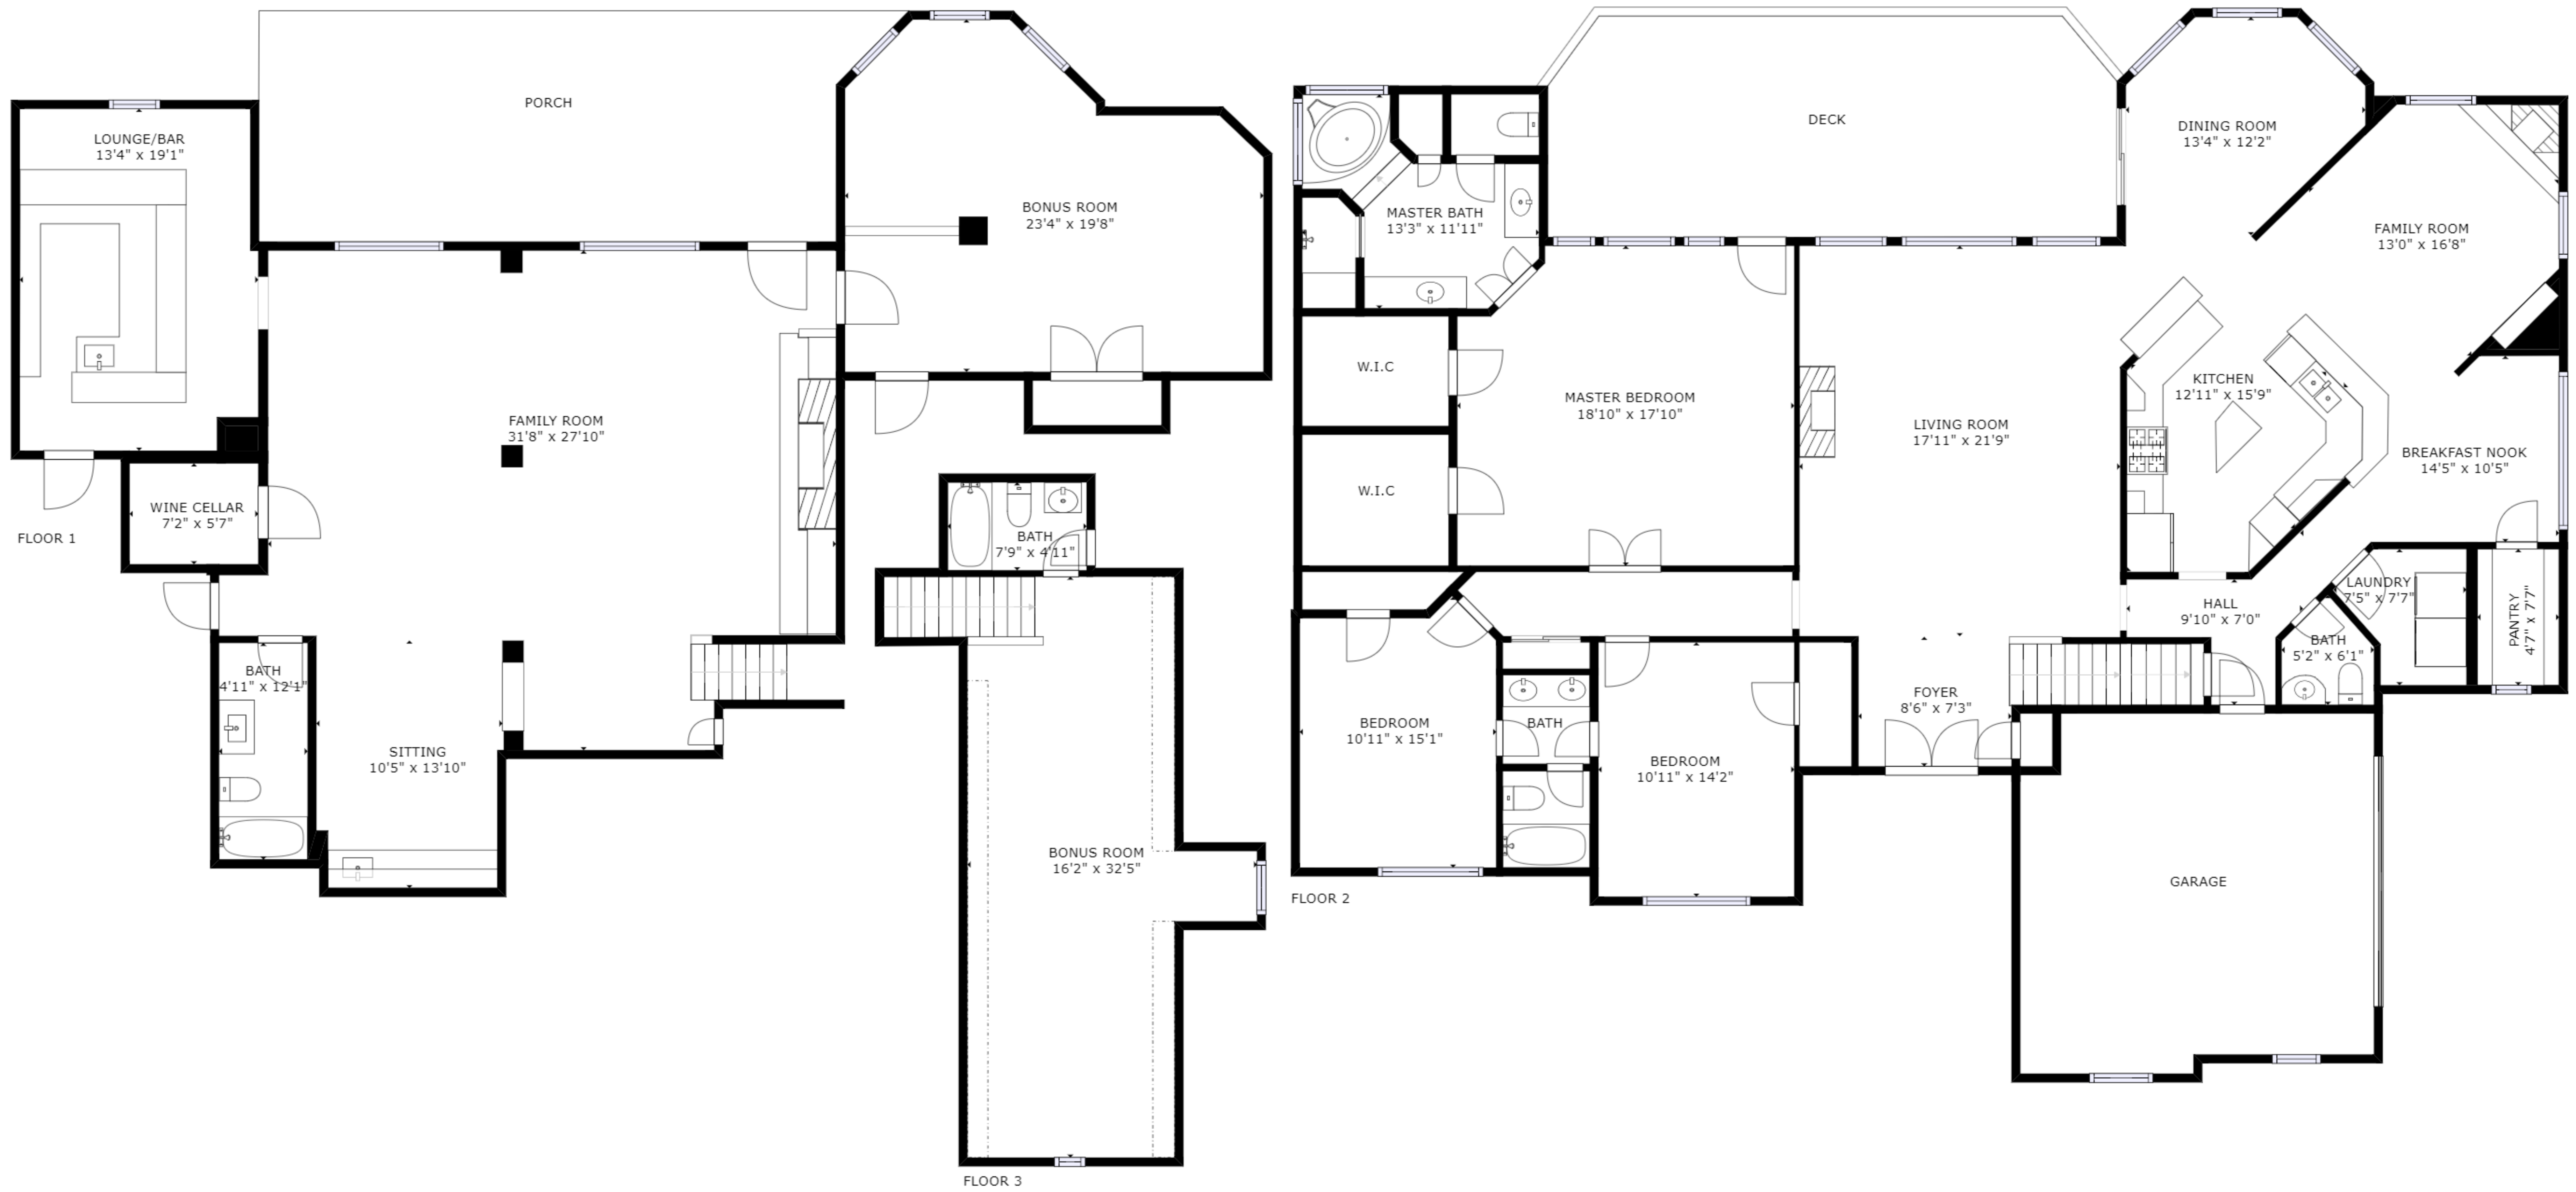 PORCH
LOUNGE/BAR
13'4" x 19'1"
BONUS ROOM
23'4" x 19'8"
FAMILY ROOM
31'8" x 27'10"
WINE CELLAR
7'2" x 5'7"
FLOOR 1
BATH
4'11" x 12'1"
SITTING
10'5" x 13'10"
BATH
7'9" x 4'11"
BONUS ROOM
16'2" x 32'5"
FLOOR 3
DECK
DINING ROOM
13'4" x 12'2"
MASTER BATH
13'3" x 11'11"
FAMILY ROOM
13'0" x 16'8"
W.I.C
MASTER BEDROOM
18'10" x 17'10"
KITCHEN
12'11" x 15'9"
LIVING ROOM
17'11" x 21'9"
BREAKFAST NOOK
14'5" x 10'5"
W.I.C
LAUNDRY
7'5" x 7'7"
HALL
9'10" x 7'0"
PANTRY
4'7" x 7'7"
BATH
5'2" x 6'1"
FOYER
8'6" x 7'3"
BEDROOM
10'11" x 15'1"
BATH
BEDROOM
10'11" x 14'2"
GARAGE
FLOOR 2